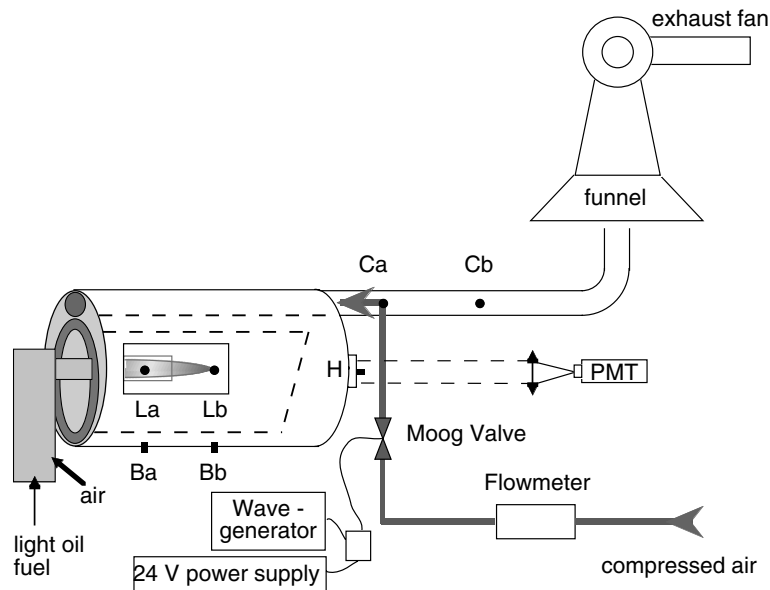 exhaust fan
funnel
Ca
Cb
H
PMT
La
Lb
Moog Valve
Ba
Bb
air
Flowmeter
Wave -
generator
light oil
fuel
24 V power supply
compressed air